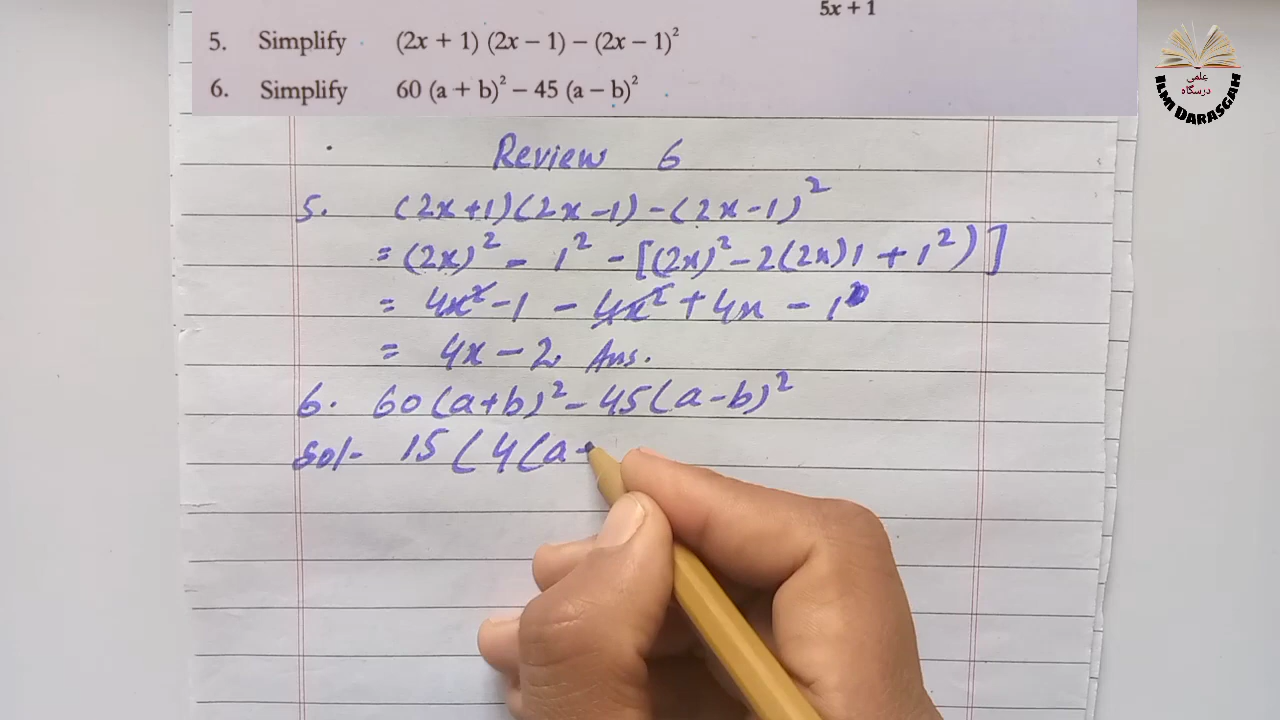 5x + 1
5. Simplify (2x + 1) (2x − 1) − (2x − 1)²
6. Simplify 60 (a + b)² − 45 (a − b)²
علمی
درسگاہ
ILMI DARASGAH
Review 6
5. (2x+1)(2x-1)-(2x-1)²
= (2x)² - 1² - [(2x)² - 2(2x)1 + 1²)]
= 4x² - 1 - 4x² + 4x - 1
= 4x - 2 Ans.
6. 60(a+b)² - 45(a-b)²
Sol- 15 ( 4(a +